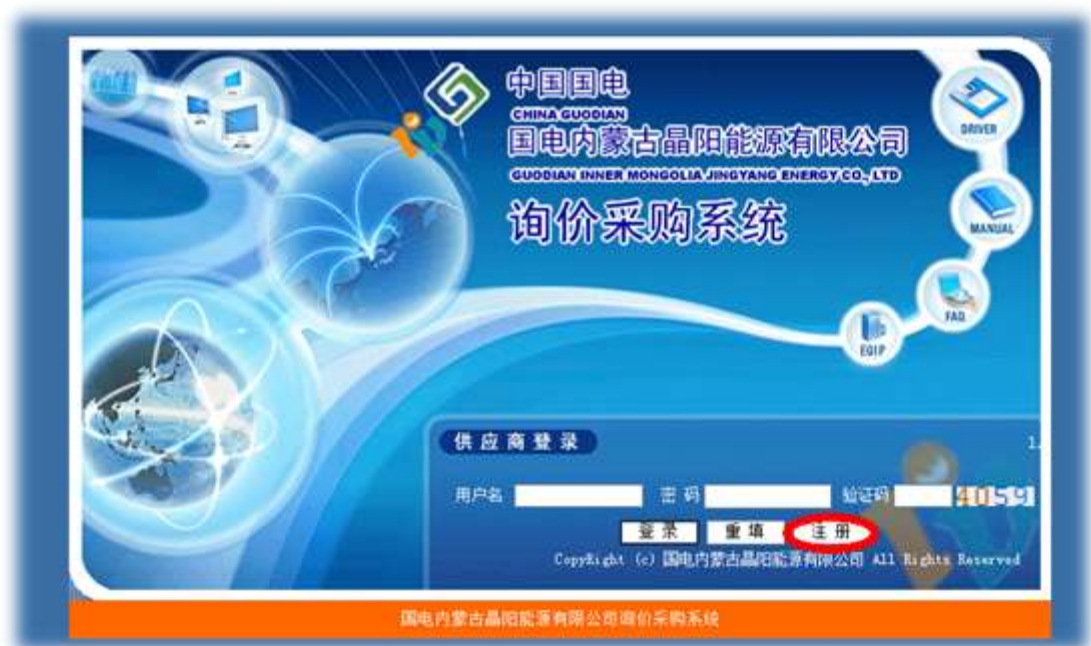 中国国电
CHINA GUODIAN
国电内蒙古晶阳能源有限公司
GUODIAN INNER MONGOLIA JINGYANG ENERGY CO., LTD
询价采购系统
DRIVER
MANUAL
FAQ
EQIP
供应商登录
1.
用户名 密码 验证码 4059
登录 重填 注册
CopyRight (c) 国电内蒙古晶阳能源有限公司 All Rights Reserved
国电内蒙古晶阳能源有限公司询价采购系统